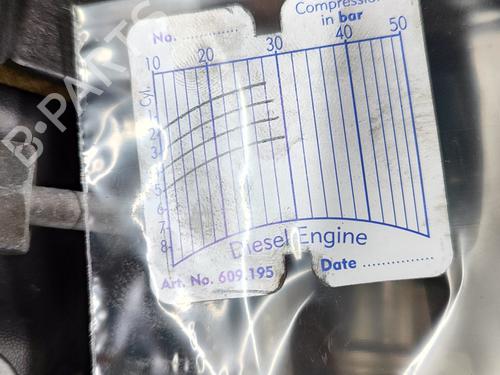 Compression
No. ............... in bar
10 20 30 40 50
Cyl.
1
2
3
4
5
7
8
Diesel Engine
Art. No. 609.195 Date ................
B-PARTS